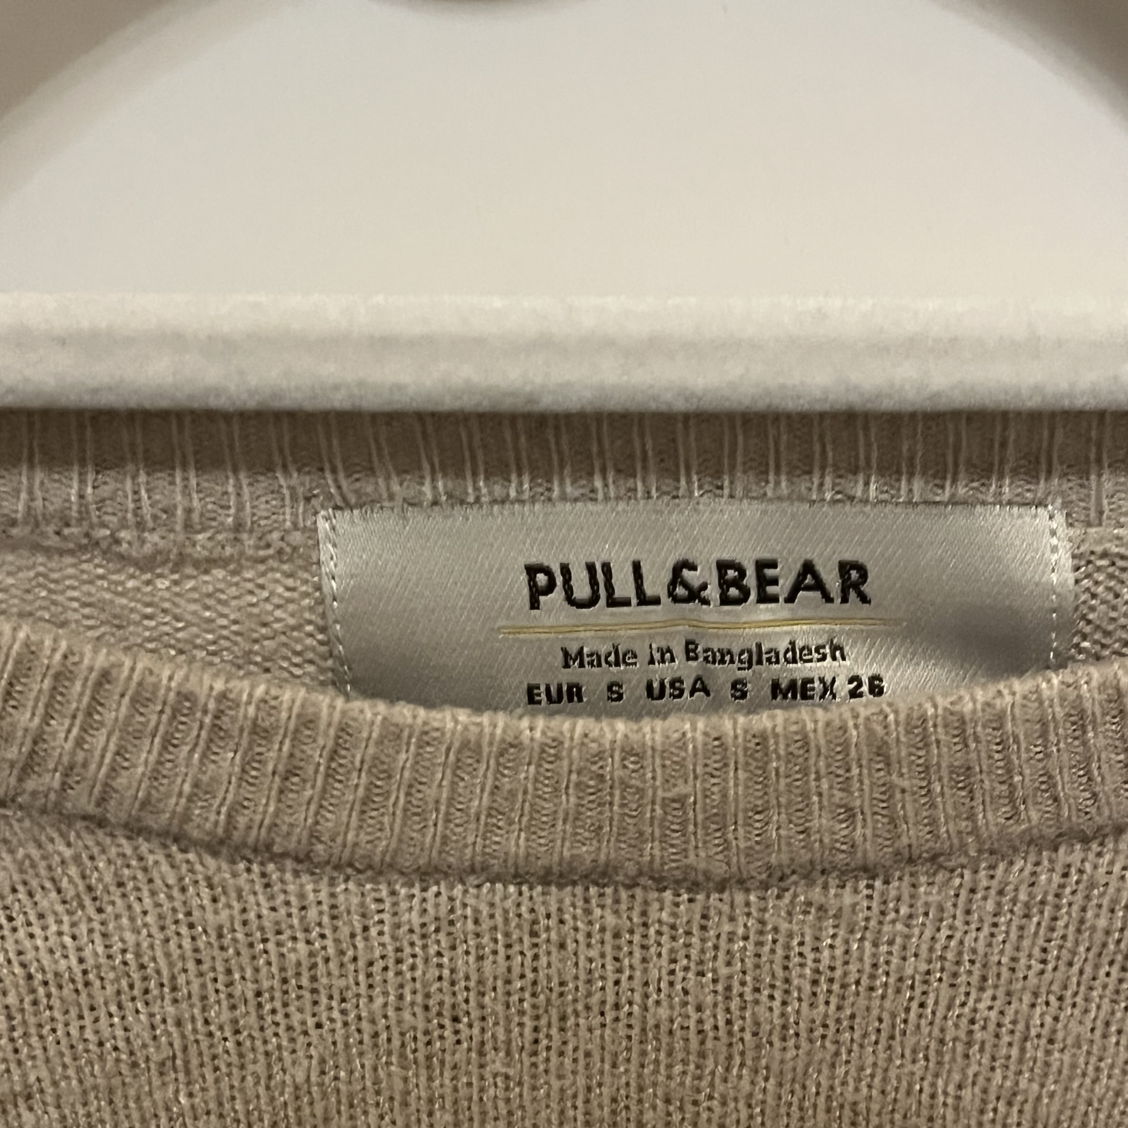 PULL&BEAR
Made in Bangladesh
EUR S USA S MEX 26